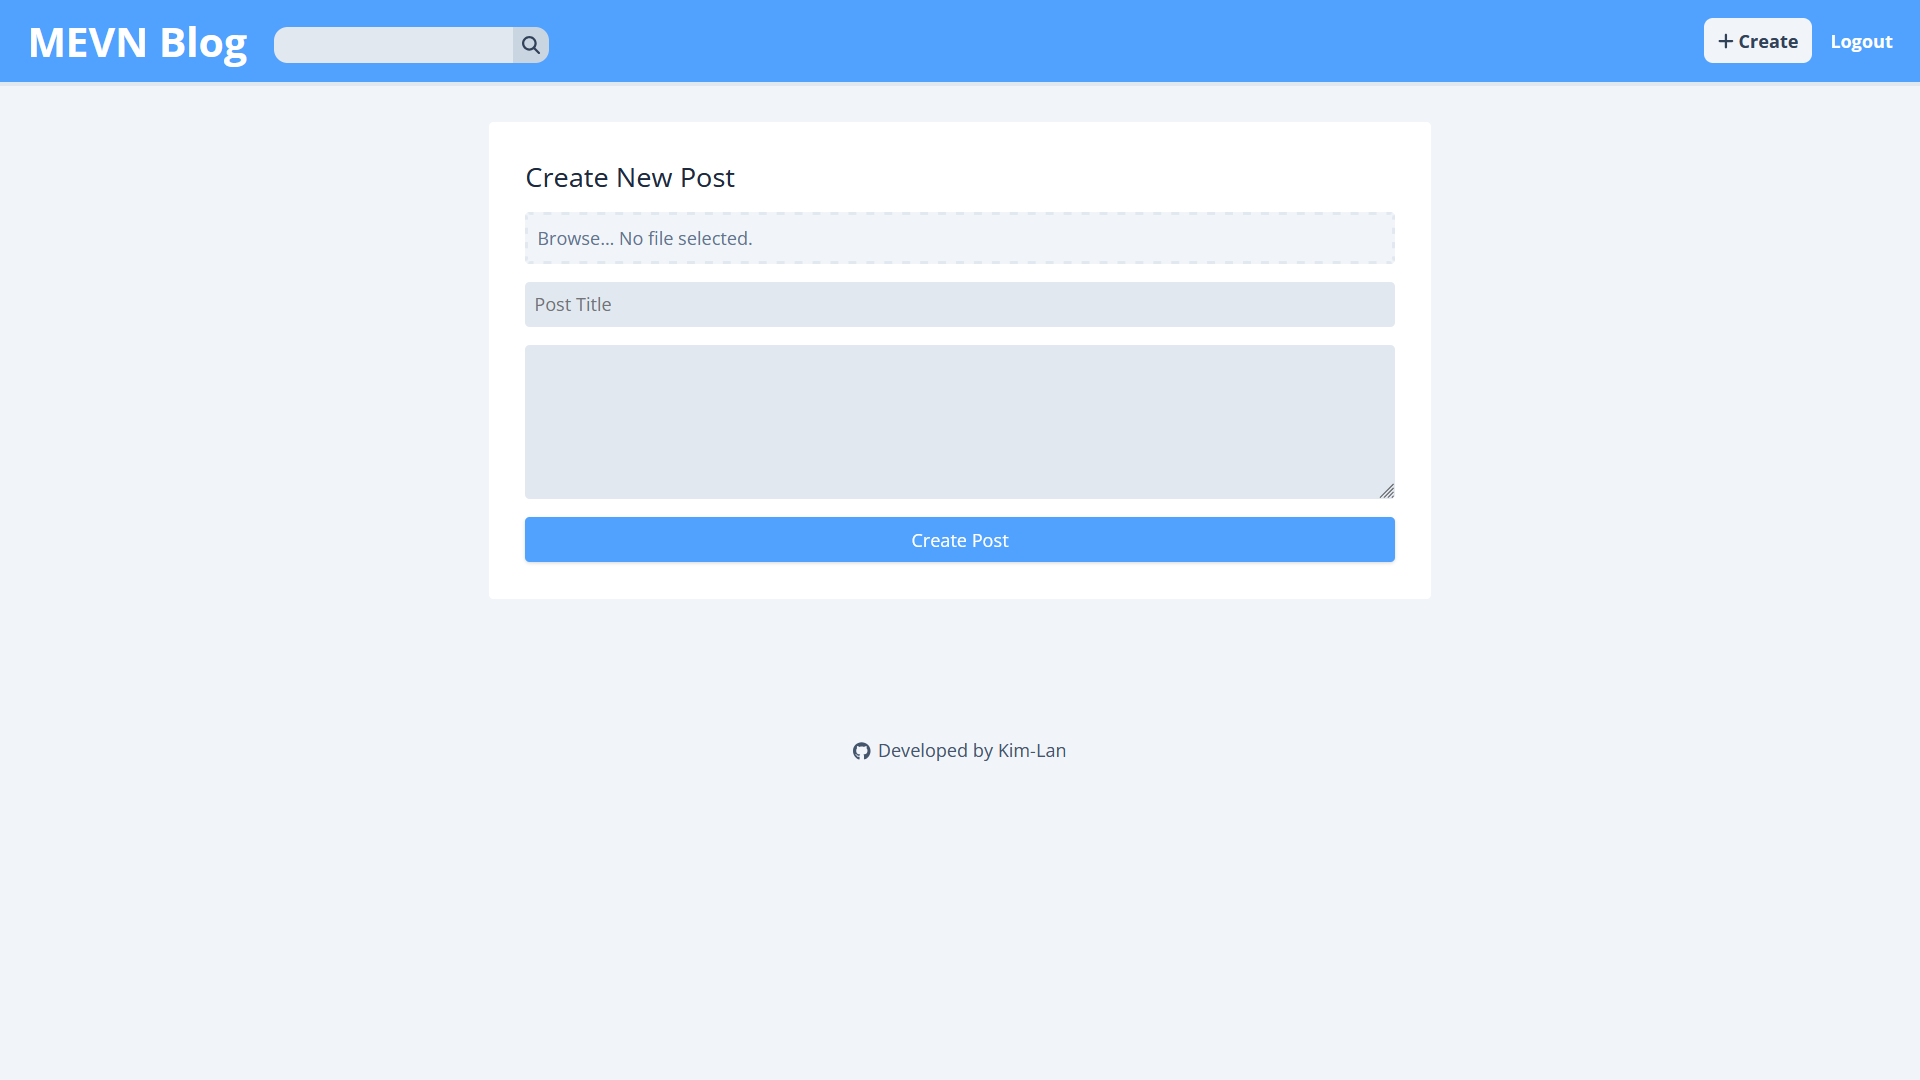 MEVN Blog
Create
Logout
Create New Post
Browse... No file selected.
Post Title
Create Post
Developed by Kim-Lan